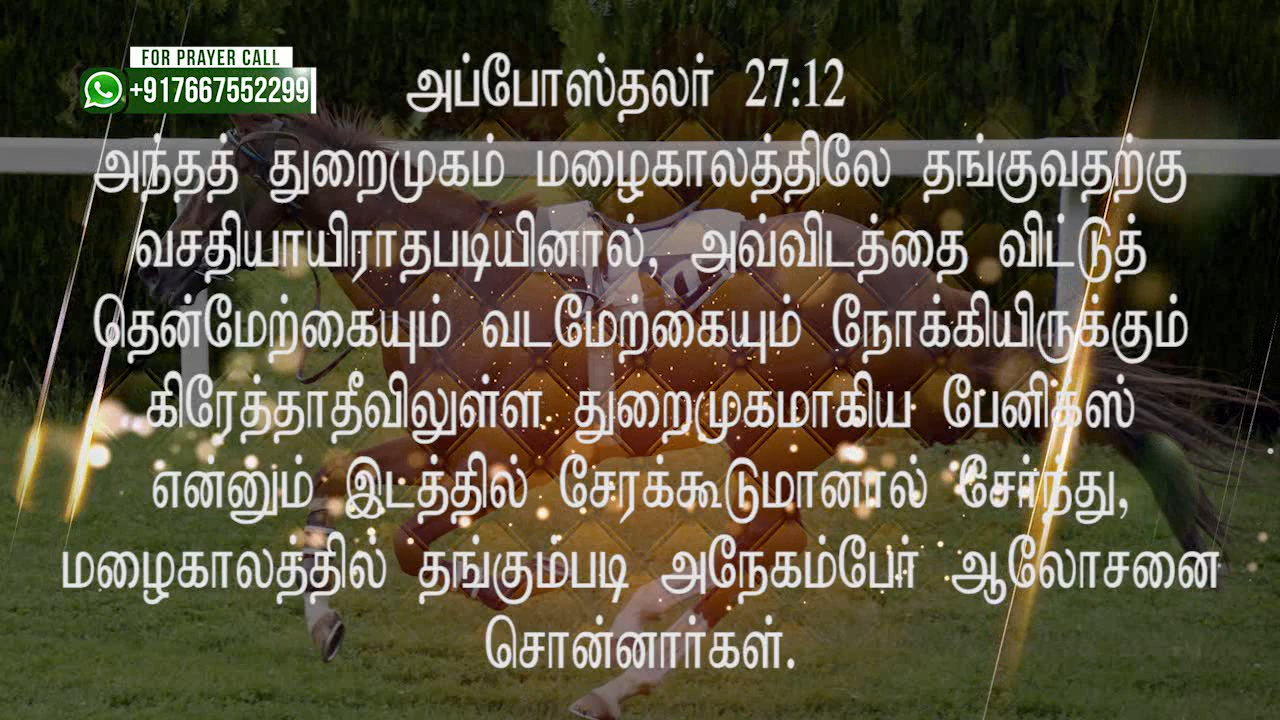 FOR PRAYER CALL
+917667552299
அப்போஸ்தலர் 27:12
அந்தத் துறைமுகம் மழைகாலத்திலே தங்குவதற்கு
வசதியாயிராதபடியினால், அவ்விடத்தை விட்டுத்
தென்மேற்கையும் வடமேற்கையும் நோக்கியிருக்கும்
கிரேத்தாதீவிலுள்ள துறைமுகமாகிய பேனிக்ஸ்
என்னும் இடத்தில் சேரக்கூடுமானால் சேர்ந்து,
மழைகாலத்தில் தங்கும்படி அநேகம்பேர் ஆலோசனை
சொன்னார்கள்.